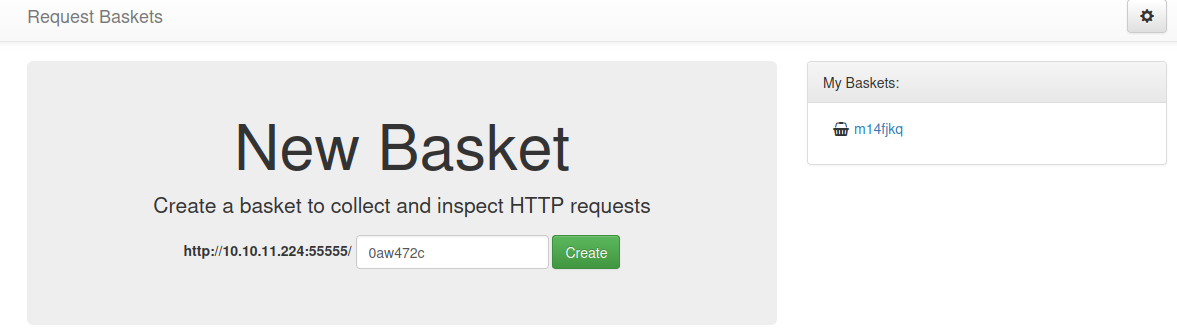 Request Baskets
New Basket
Create a basket to collect and inspect HTTP requests
http://10.10.11.224:55555/ 0aw472c Create
My Baskets:
m14fjkq